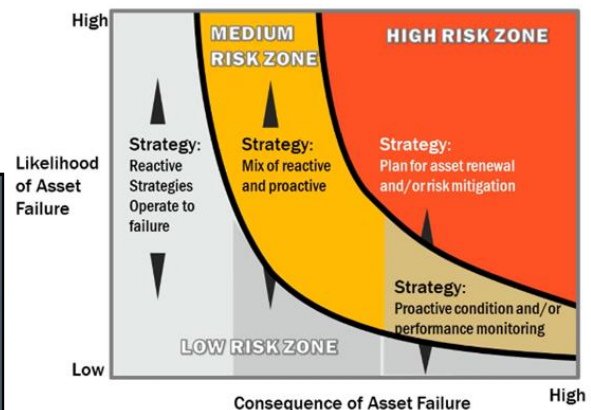 High
MEDIUM
RISK ZONE
HIGH RISK ZONE
Likelihood
of Asset
Failure
Strategy:
Reactive
Strategies
Operate to
failure
Strategy:
Mix of reactive
and proactive
Strategy:
Plan for asset renewal
and/or risk mitigation
Strategy:
Proactive condition and/or
performance monitoring
LOW RISK ZONE
Low
Consequence of Asset Failure
High